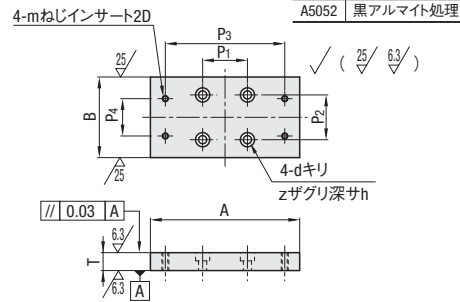 A5052 黒アルマイト処理
4-mねじインサート2D
P3
P1
25
( 25 6.3 )
B
P4
P2
25
4-dキリ
zザグリ深サh
// 0.03 A
A
6.3
T
6.3
A